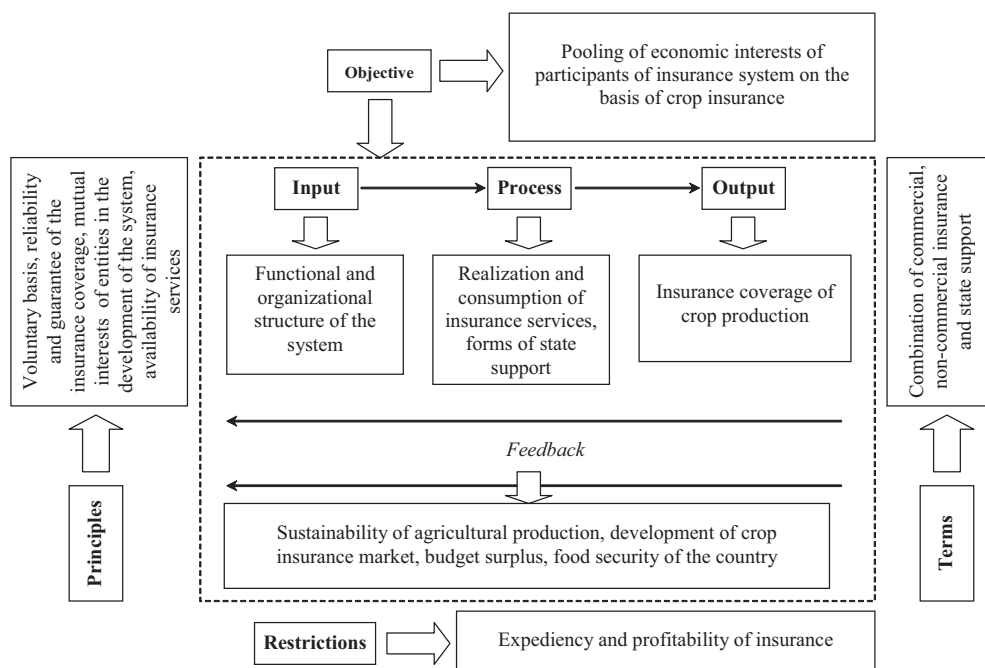 Objective
Pooling of economic interests of
participants of insurance system on the
basis of crop insurance
Voluntary basis, reliability
and guarantee of the
insurance coverage, mutual
interests of entities in the
development of the system,
availability of insurance
services
Principles
Input
Process
Output
Functional and
organizational
structure of the
system
Realization and
consumption of
insurance services,
forms of state
support
Insurance coverage of
crop production
Feedback
Sustainability of agricultural production, development of crop
insurance market, budget surplus, food security of the country
Combination of commercial,
non-commercial insurance
and state support
Terms
Restrictions
Expediency and profitability of insurance